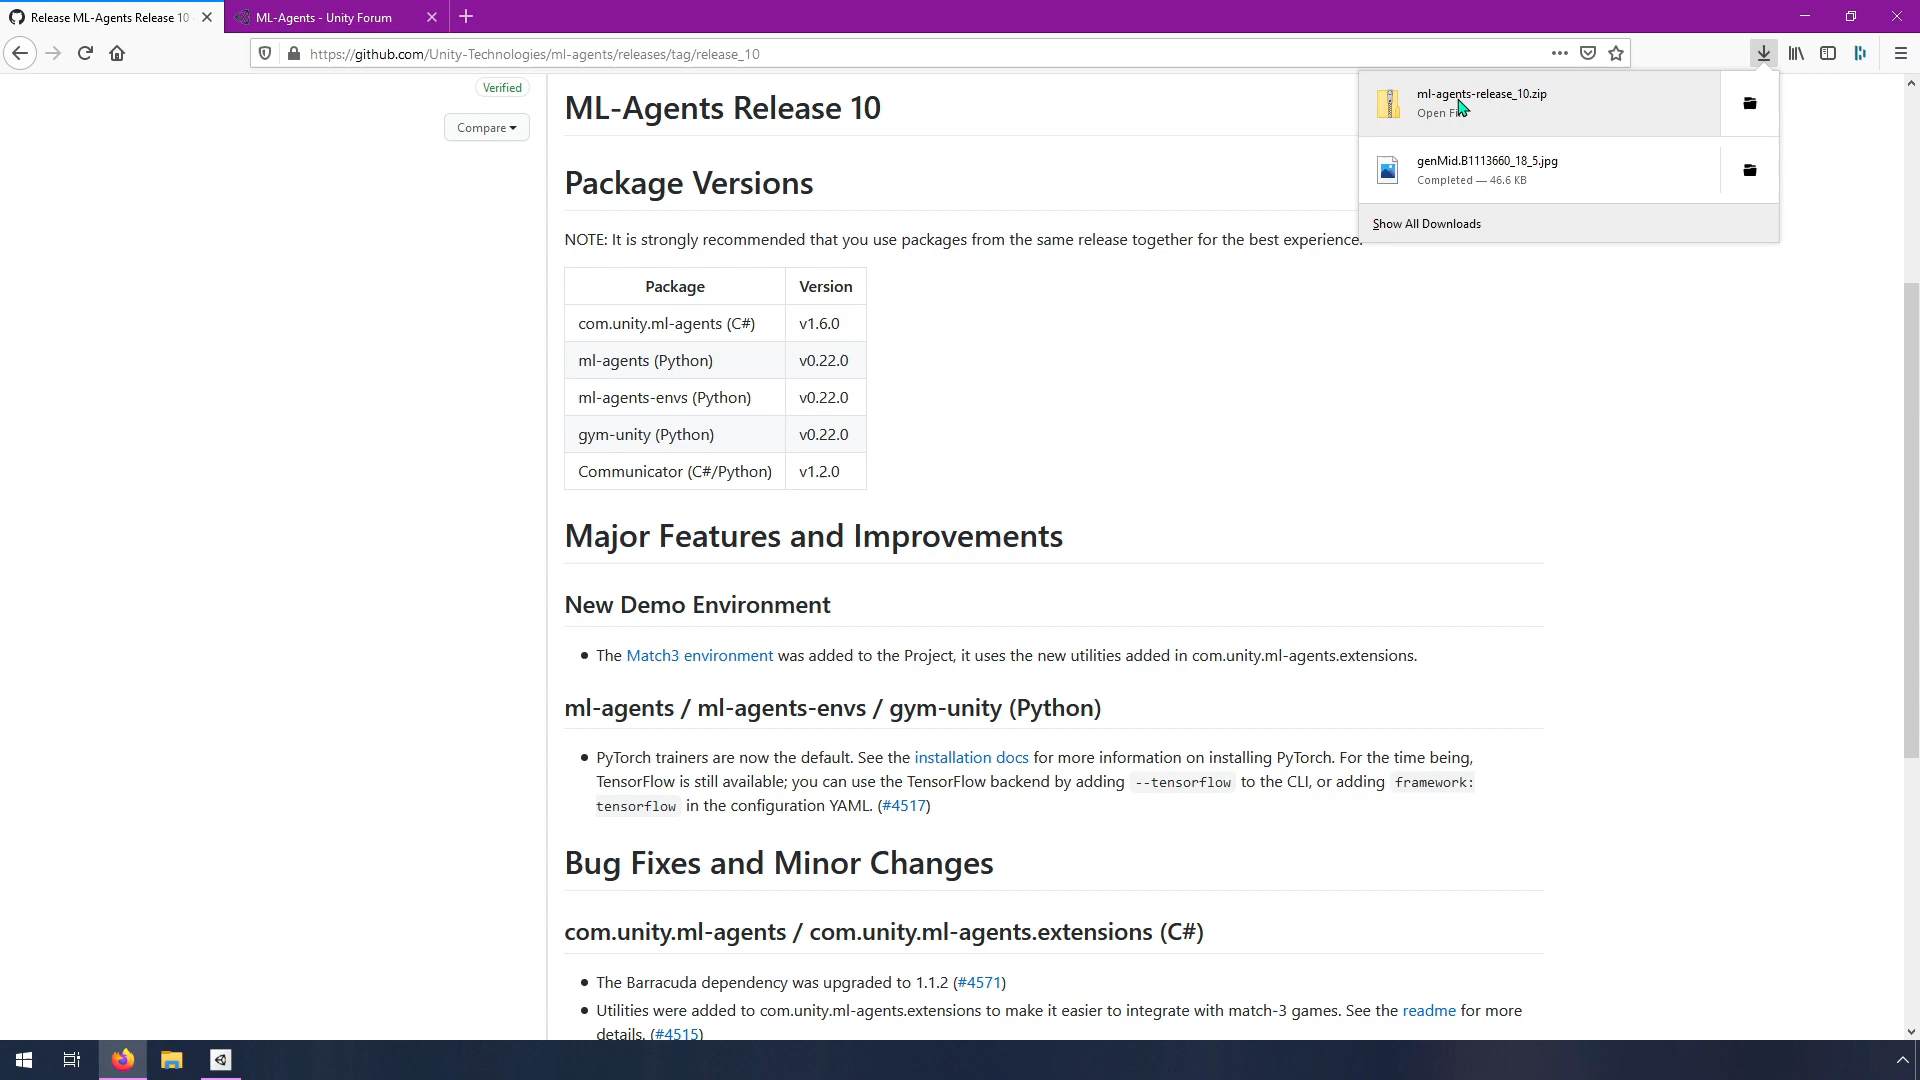 Release ML-Agents Release 10
ML-Agents - Unity Forum
https://github.com/Unity-Technologies/ml-agents/releases/tag/release_10
ml-agents-release_10.zip
Open Fi
genMid.B1113660_18_5.jpg
Completed — 46.6 KB
Show All Downloads
Verified
Compare
ML-Agents Release 10
Package Versions
NOTE: It is strongly recommended that you use packages from the same release together for the best experience.
Package Version
com.unity.ml-agents (C#) v1.6.0
ml-agents (Python) v0.22.0
ml-agents-envs (Python) v0.22.0
gym-unity (Python) v0.22.0
Communicator (C#/Python) v1.2.0
Major Features and Improvements
New Demo Environment
The Match3 environment was added to the Project, it uses the new utilities added in com.unity.ml-agents.extensions.
ml-agents / ml-agents-envs / gym-unity (Python)
PyTorch trainers are now the default. See the installation docs for more information on installing PyTorch. For the time being,
TensorFlow is still available; you can use the TensorFlow backend by adding --tensorflow to the CLI, or adding framework:
tensorflow in the configuration YAML. (#4517)
Bug Fixes and Minor Changes
com.unity.ml-agents / com.unity.ml-agents.extensions (C#)
The Barracuda dependency was upgraded to 1.1.2 (#4571)
Utilities were added to com.unity.ml-agents.extensions to make it easier to integrate with match-3 games. See the readme for more
details. (#4515)